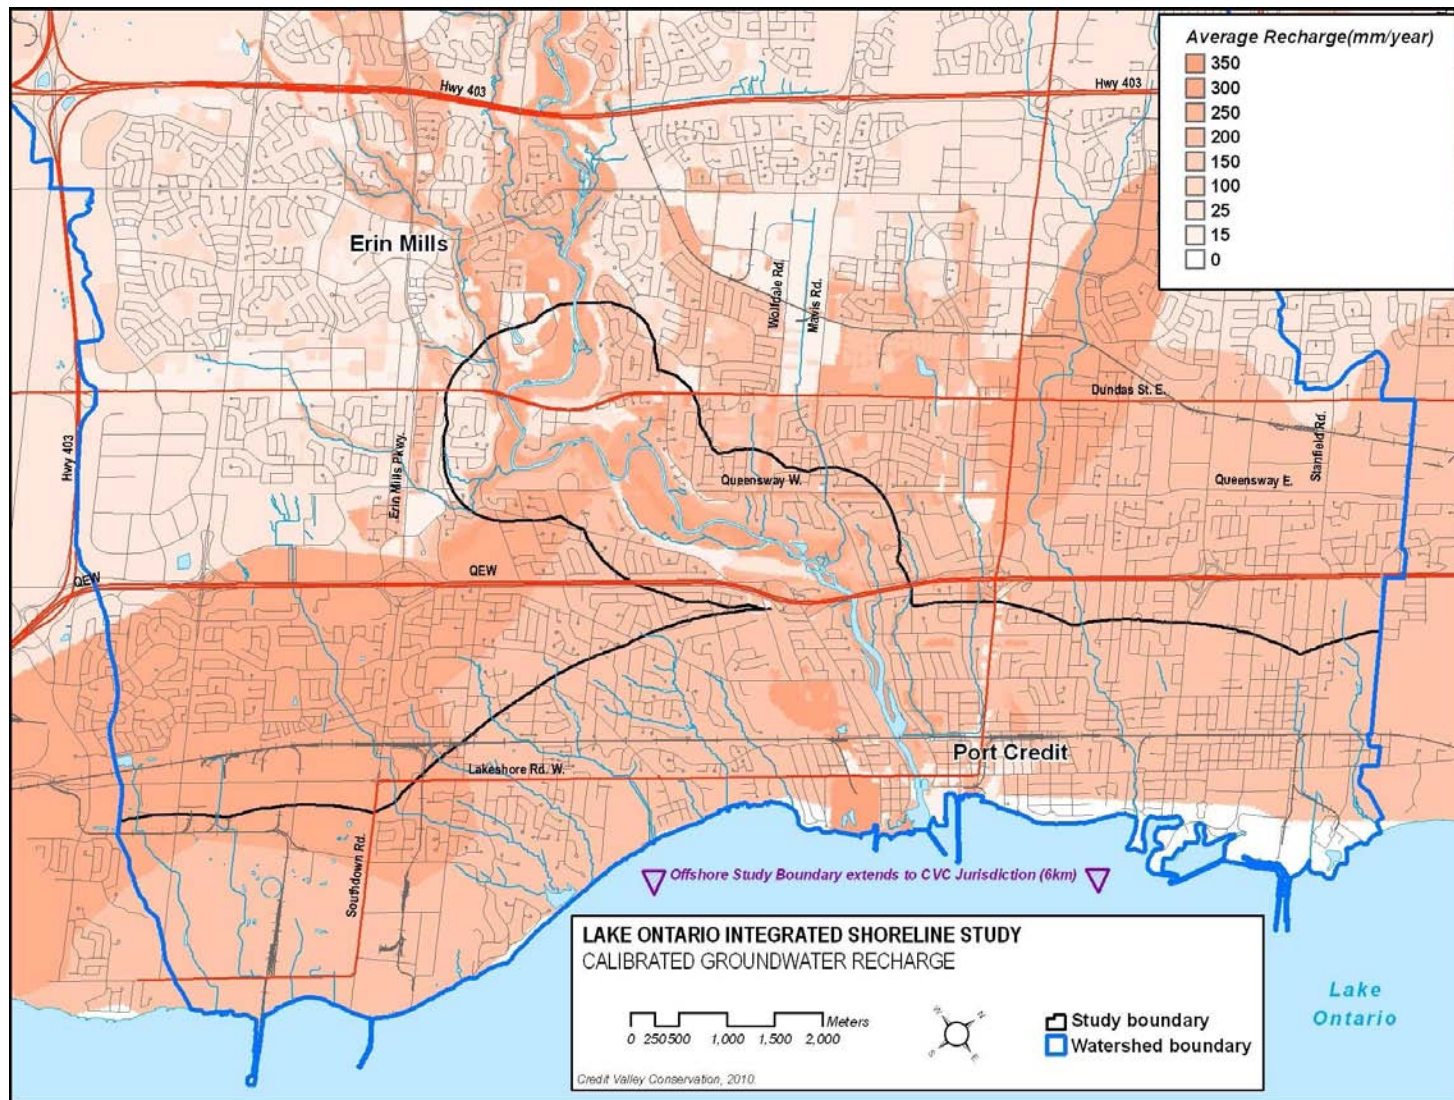 Average Recharge(mm/year)
350
300
250
200
150
100
25
15
0
Hwy 403
Hwy 403
Erin Mills
Wolfdale Rd.
Mavis Rd.
Dundas St. E.
Stanfield Rd.
Hwy 403
Erin Mills Pkwy.
Queensway W.
Queensway E.
QEW
QEW
Port Credit
Lakeshore Rd. W.
Southdown Rd.
Offshore Study Boundary extends to CVC Jurisdiction (6km)
LAKE ONTARIO INTEGRATED SHORELINE STUDY
CALIBRATED GROUNDWATER RECHARGE
Meters
0 250 500 1,000 1,500 2,000
W N
S E
Study boundary
Watershed boundary
Credit Valley Conservation, 2010.
Lake
Ontario